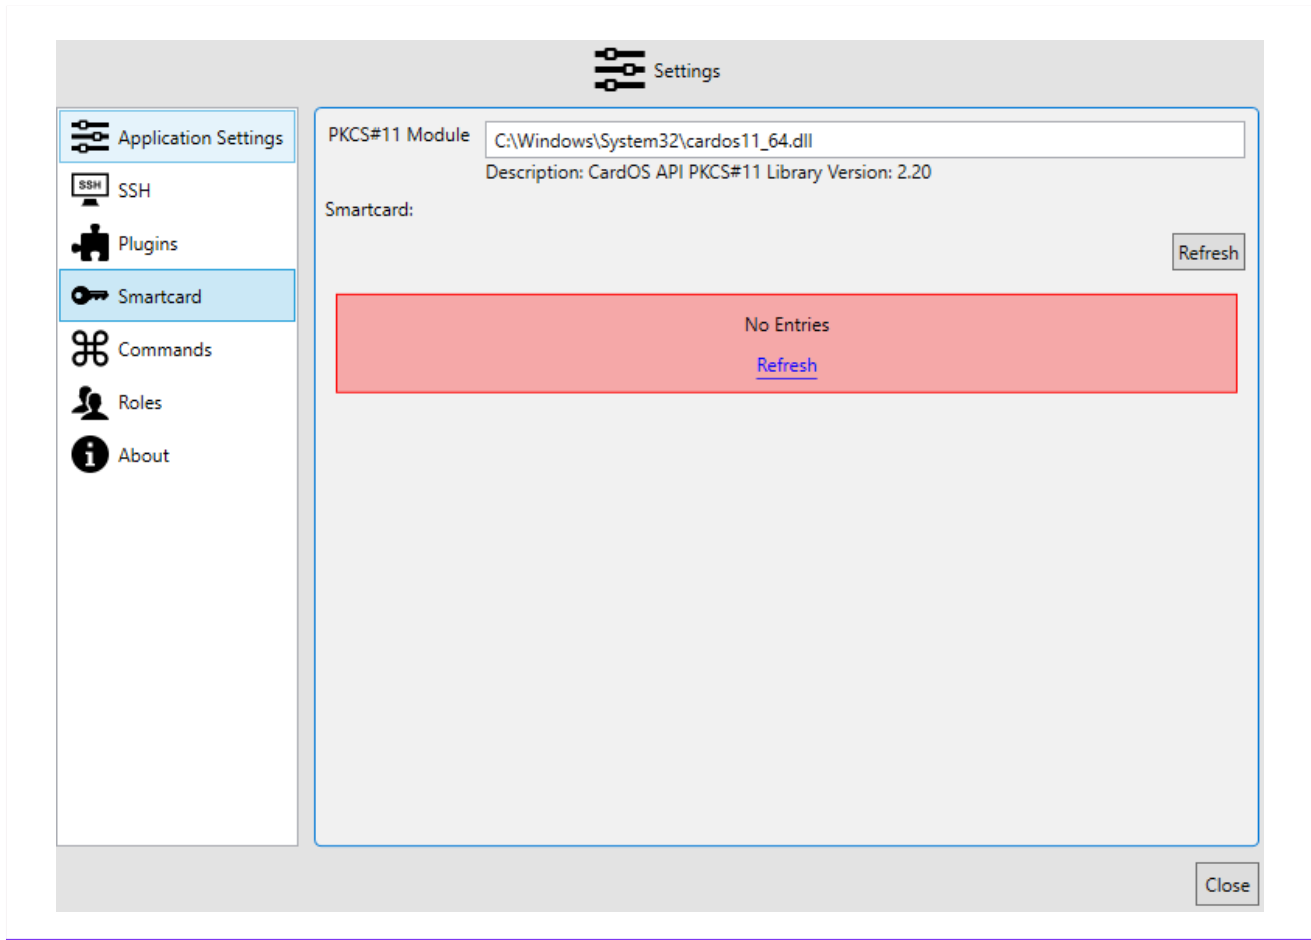 Settings
Application Settings
SSH
SSH
Plugins
Smartcard
Commands
Roles
About
PKCS#11 Module
C:\Windows\System32\cardos11_64.dll
Description: CardOS API PKCS#11 Library Version: 2.20
Smartcard:
Refresh
No Entries
Refresh
Close